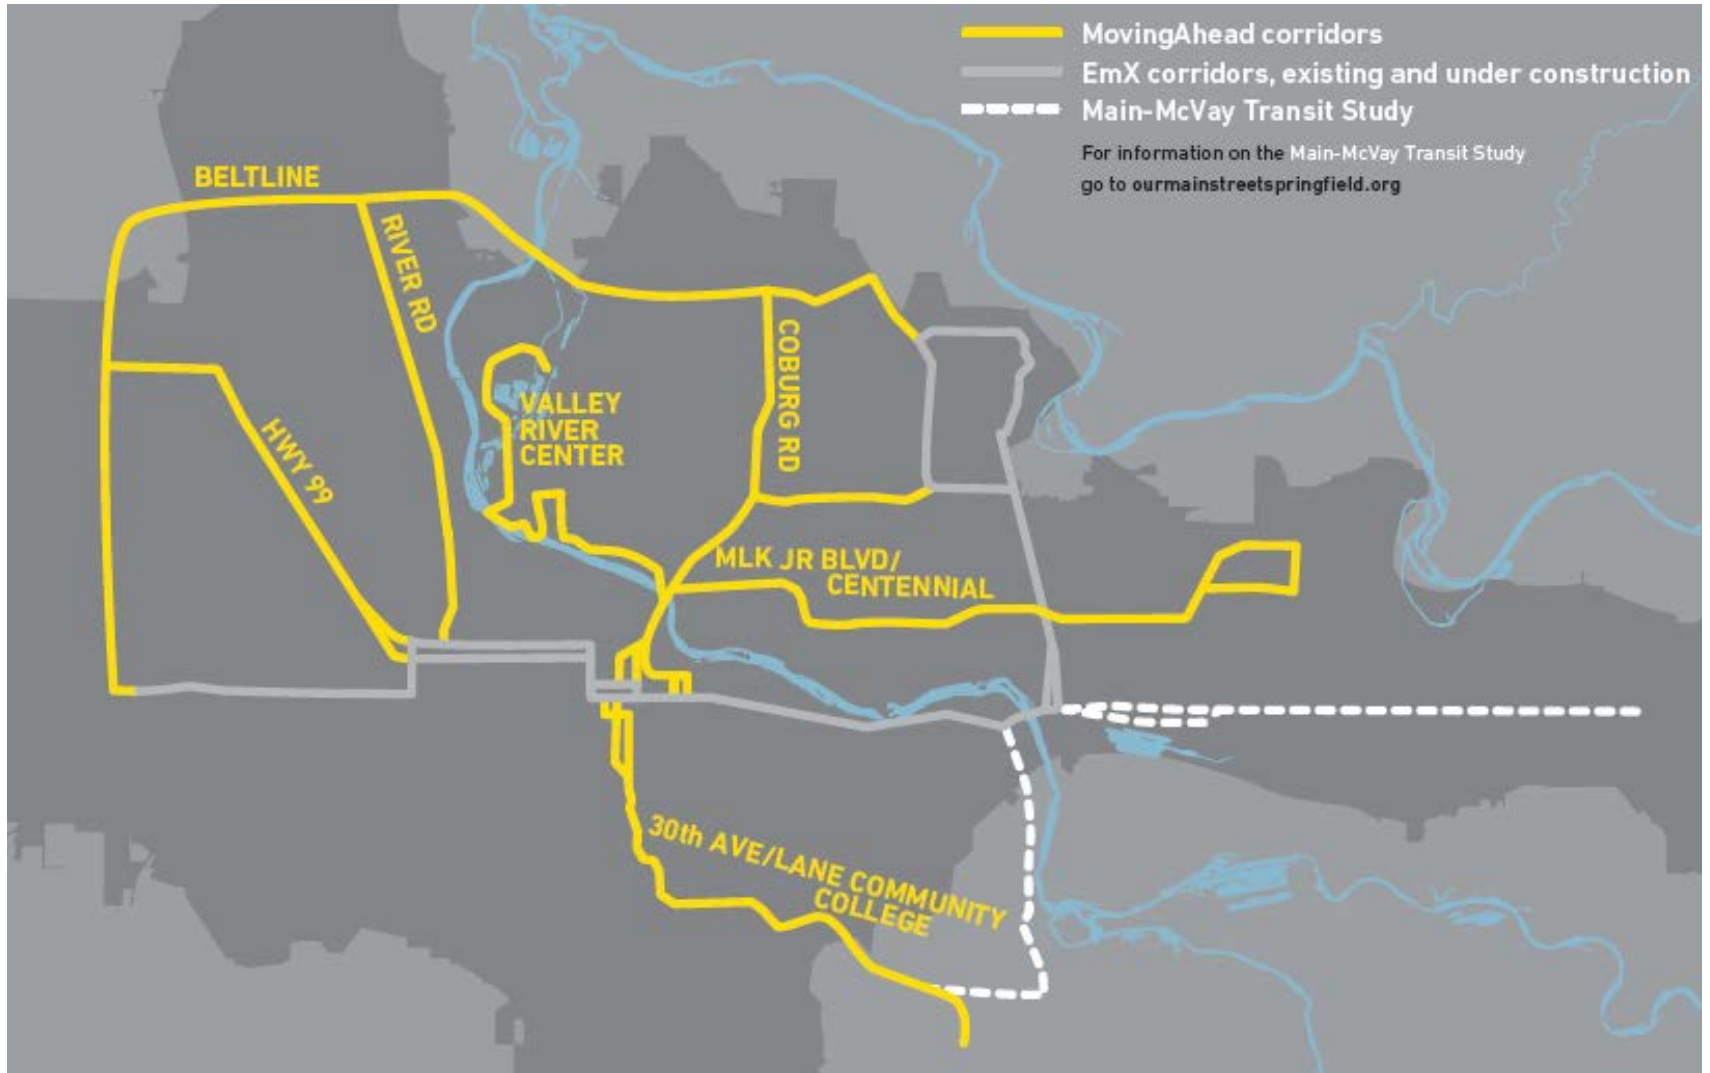 MovingAhead corridors
EmX corridors, existing and under construction
Main-McVay Transit Study
For information on the Main-McVay Transit Study
go to ourmainstreetspringfield.org
BELTLINE
RIVER RD
HWY 99
VALLEY
RIVER
CENTER
COBURG RD
MLK JR BLVD/
CENTENNIAL
30th AVE/LANE COMMUNITY
COLLEGE